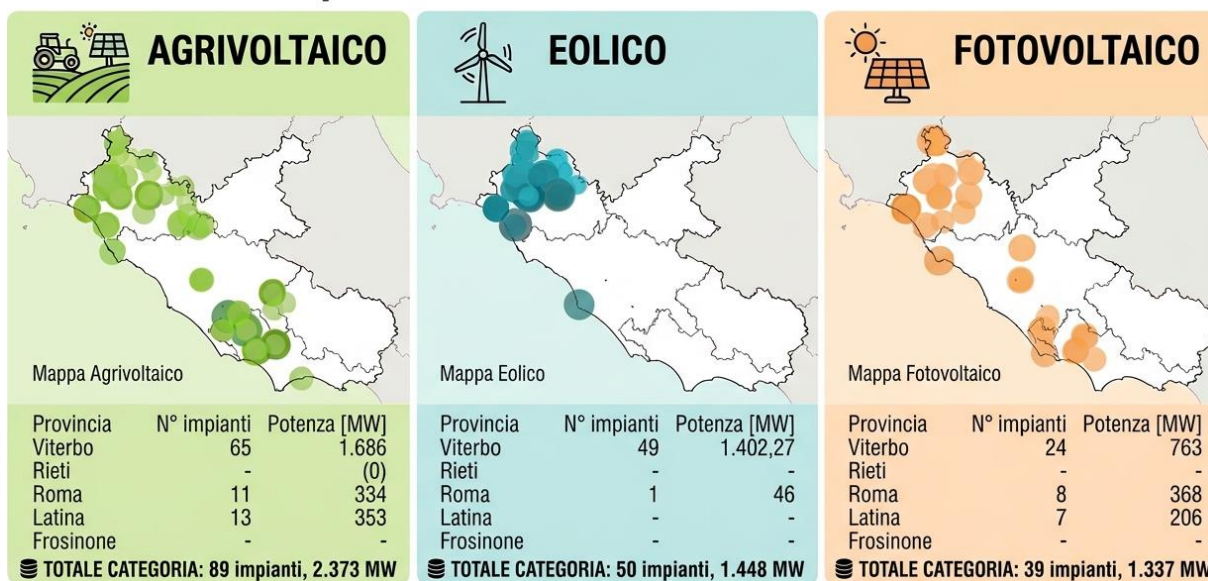 AGRIVOLTAICO
Mappa Agrivoltaico
Provincia N° impianti Potenza [MW]
Viterbo 65 1.686
Rieti - (0)
Roma 11 334
Latina 13 353
Frosinone - -
TOTALE CATEGORIA: 89 impianti, 2.373 MW
EOLICO
Mappa Eolico
Provincia N° impianti Potenza [MW]
Viterbo 49 1.402,27
Rieti - -
Roma 1 46
Latina - -
Frosinone - -
TOTALE CATEGORIA: 50 impianti, 1.448 MW
FOTOVOLTAICO
Mappa Fotovoltaico
Provincia N° impianti Potenza [MW]
Viterbo 24 763
Rieti - -
Roma 8 368
Latina 7 206
Frosinone - -
TOTALE CATEGORIA: 39 impianti, 1.337 MW